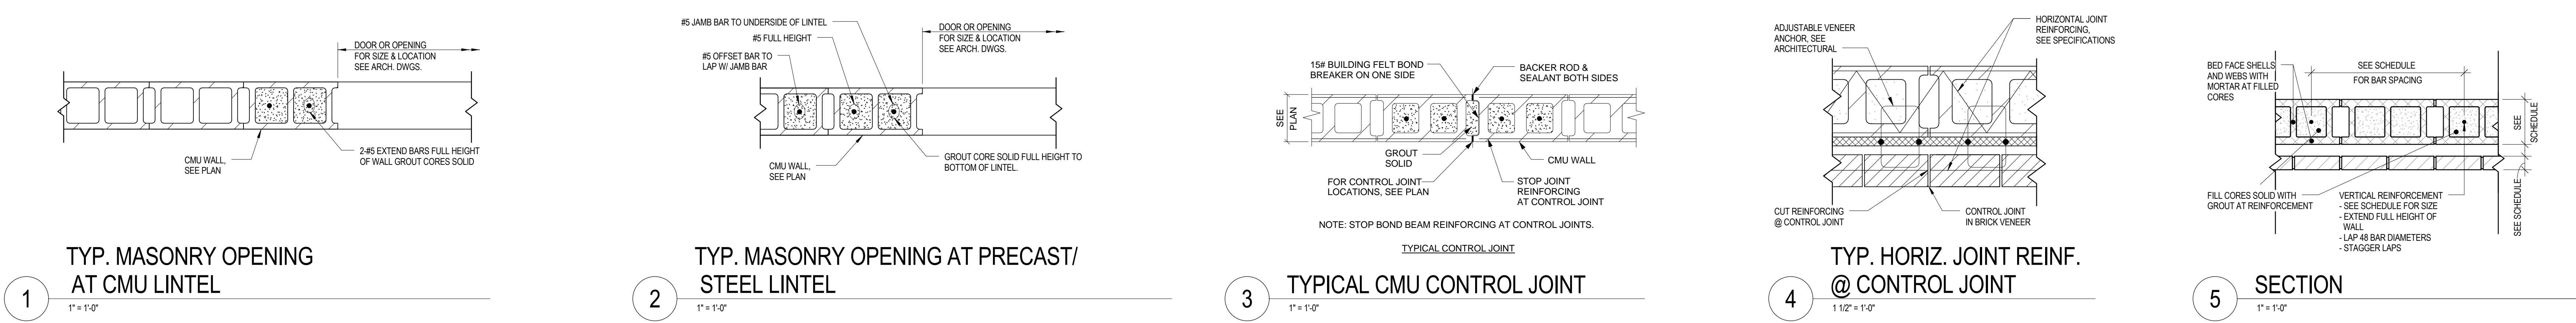 DOOR OR OPENING
FOR SIZE & LOCATION
SEE ARCH. DWGS.
CMU WALL,
SEE PLAN
2-#5 EXTEND BARS FULL HEIGHT
OF WALL GROUT CORES SOLID
1
TYP. MASONRY OPENING
AT CMU LINTEL
1" = 1'-0"
#5 JAMB BAR TO UNDERSIDE OF LINTEL
#5 FULL HEIGHT
#5 OFFSET BAR TO
LAP W/ JAMB BAR
DOOR OR OPENING
FOR SIZE & LOCATION
SEE ARCH. DWGS.
CMU WALL,
SEE PLAN
GROUT CORE SOLID FULL HEIGHT TO
BOTTOM OF LINTEL.
2
TYP. MASONRY OPENING AT PRECAST/
STEEL LINTEL
1" = 1'-0"
15# BUILDING FELT BOND
BREAKER ON ONE SIDE
BACKER ROD &
SEALANT BOTH SIDES
SEE
PLAN
GROUT
SOLID
CMU WALL
FOR CONTROL JOINT
LOCATIONS, SEE PLAN
STOP JOINT
REINFORCING
AT CONTROL JOINT
NOTE: STOP BOND BEAM REINFORCING AT CONTROL JOINTS.
TYPICAL CONTROL JOINT
3
TYPICAL CMU CONTROL JOINT
1" = 1'-0"
ADJUSTABLE VENEER
ANCHOR, SEE
ARCHITECTURAL
HORIZONTAL JOINT
REINFORCING,
SEE SPECIFICATIONS
CUT REINFORCING
@ CONTROL JOINT
CONTROL JOINT
IN BRICK VENEER
4
TYP. HORIZ. JOINT REINF.
@ CONTROL JOINT
1 1/2" = 1'-0"
BED FACE SHELLS
AND WEBS WITH
MORTAR AT FILLED
CORES
SEE SCHEDULE
FOR BAR SPACING
SEE
SCHEDULE
SEE SCHEDULE
FILL CORES SOLID WITH
GROUT AT REINFORCEMENT
VERTICAL REINFORCEMENT
- SEE SCHEDULE FOR SIZE
- EXTEND FULL HEIGHT OF
WALL
- LAP 48 BAR DIAMETERS
- STAGGER LAPS
5
SECTION
1" = 1'-0"